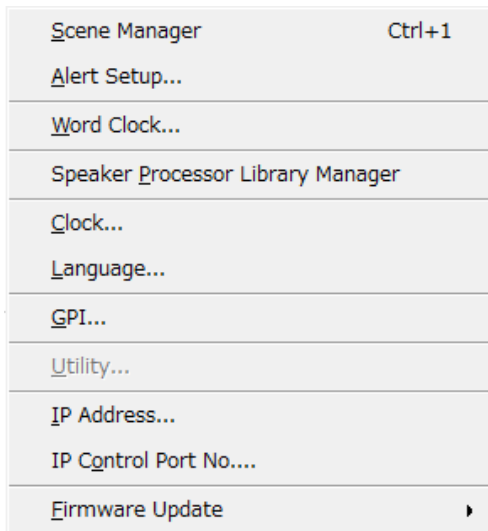 Scene Manager Ctrl+1
Alert Setup...
Word Clock...
Speaker Processor Library Manager
Clock...
Language...
GPI...
Utility...
IP Address...
IP Control Port No....
Firmware Update